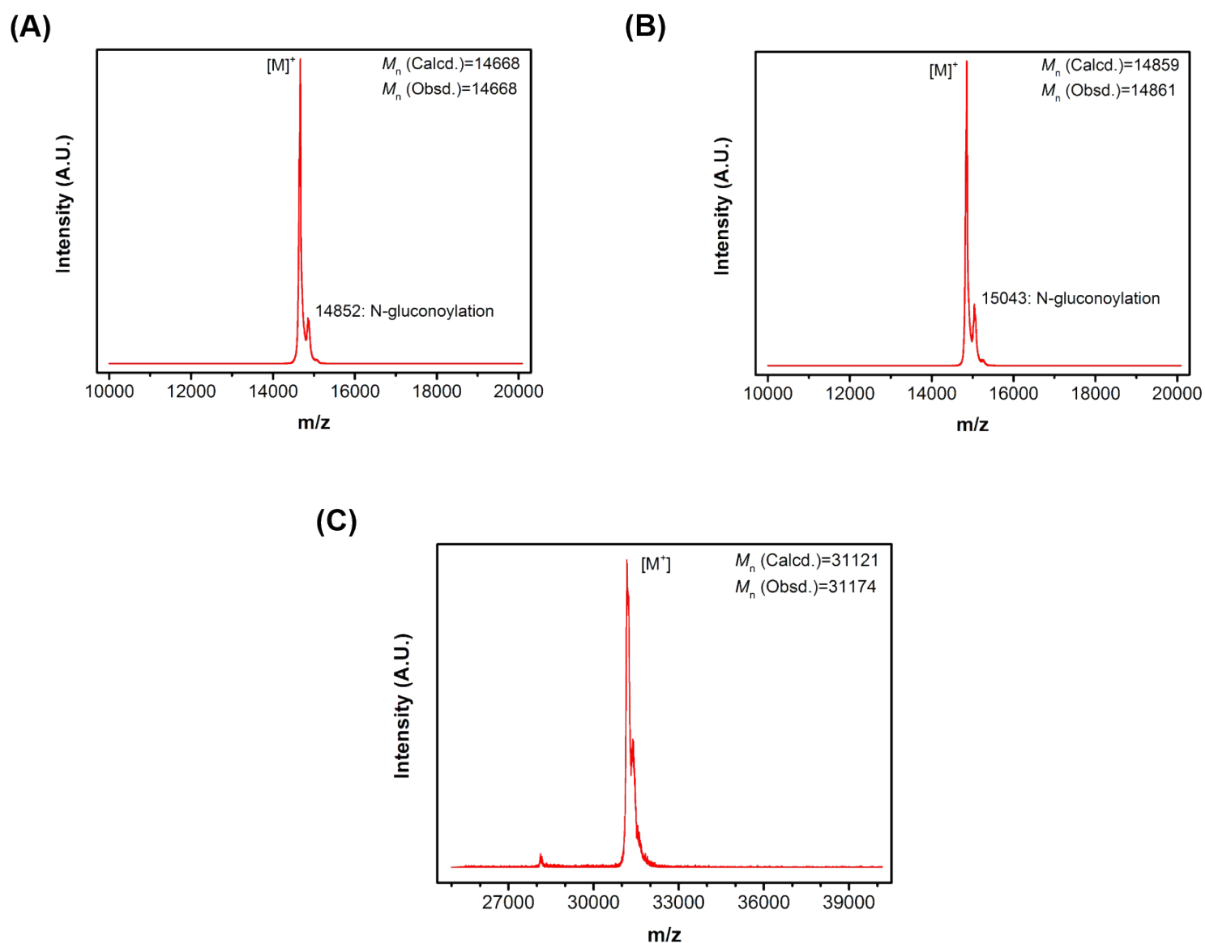 (A)
[M]⁺
Mₙ (Calcd.)=14668
Mₙ (Obsd.)=14668
14852: N-gluconoylation
Intensity (A.U.)
10000 12000 14000 16000 18000 20000
m/z
(B)
[M]⁺
Mₙ (Calcd.)=14859
Mₙ (Obsd.)=14861
15043: N-gluconoylation
Intensity (A.U.)
10000 12000 14000 16000 18000 20000
m/z
(C)
[M⁺]
Mₙ (Calcd.)=31121
Mₙ (Obsd.)=31174
Intensity (A.U.)
27000 30000 33000 36000 39000
m/z